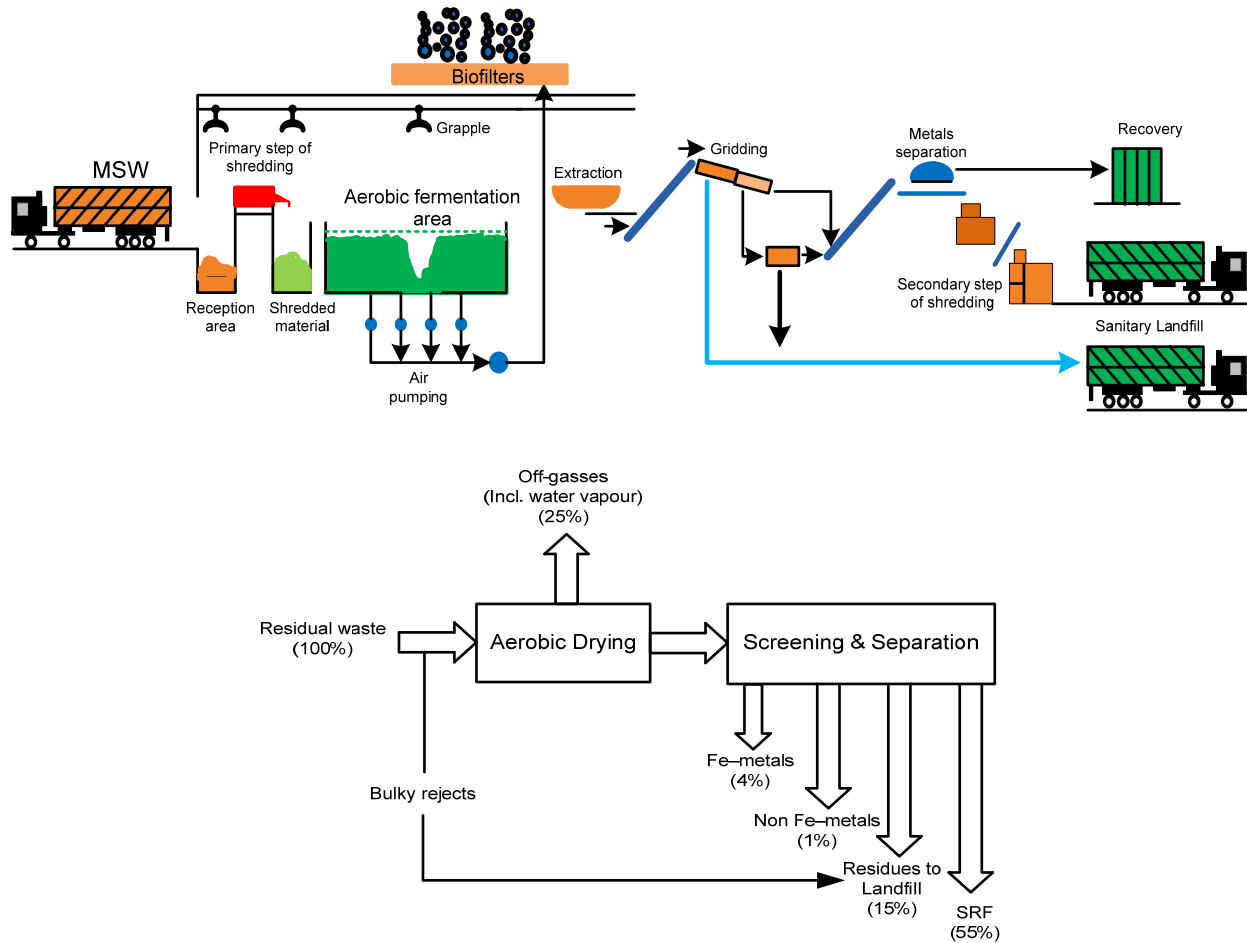 Biofilters
Grapple
Primary step of
shredding
MSW
Aerobic fermentation
area
Reception
area
Shredded
material
Air
pumping
Extraction
Gridding
Metals
separation
Recovery
Secondary step
of shredding
Sanitary Landfill
Off-gasses
(Incl. water vapour)
(25%)
Residual waste
(100%)
Aerobic Drying
Screening & Separation
Bulky rejects
Fe–metals
(4%)
Non Fe–metals
(1%)
Residues to
Landfill
(15%)
SRF
(55%)